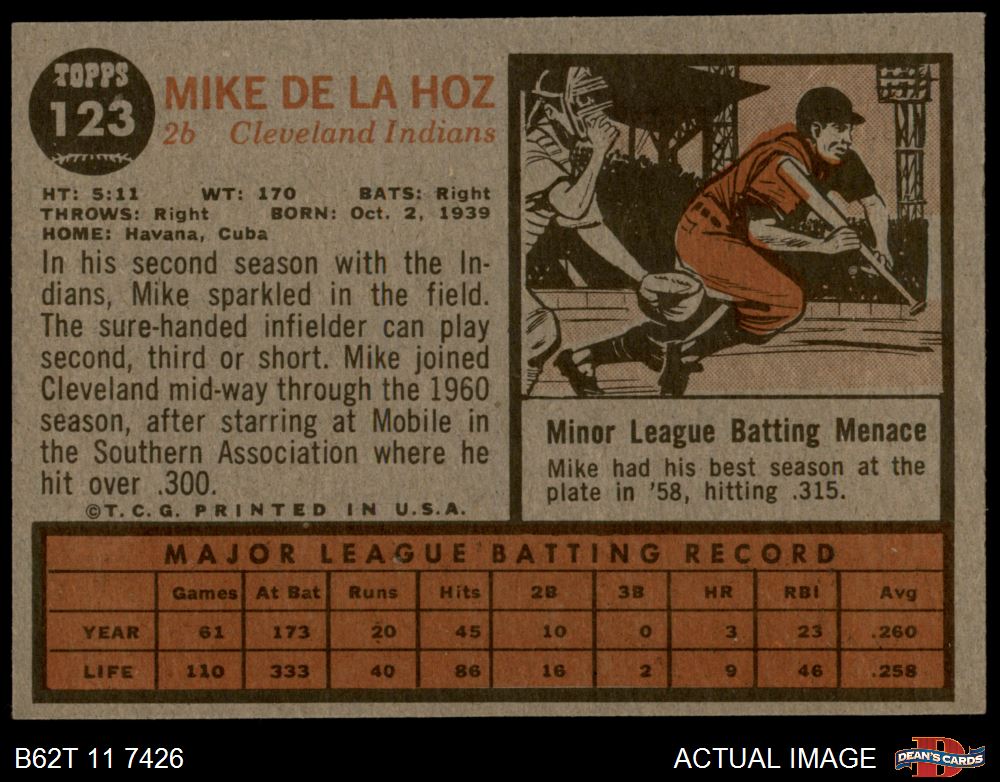 TOPPS
123
MIKE DE LA HOZ
2b Cleveland Indians
HT: 5:11 WT: 170 BATS: Right
THROWS: Right BORN: Oct. 2, 1939
HOME: Havana, Cuba
In his second season with the In-
dians, Mike sparkled in the field.
The sure-handed infielder can play
second, third or short. Mike joined
Cleveland mid-way through the 1960
season, after starring at Mobile in
the Southern Association where he
hit over .300.
©T.C.G. PRINTED IN U.S.A.
Minor League Batting Menace
Mike had his best season at the
plate in '58, hitting .315.
MAJOR LEAGUE BATTING RECORD
Games At Bat Runs Hits 2B 3B HR RBI Avg
YEAR 61 173 20 45 10 0 3 23 .260
LIFE 110 333 40 86 16 2 9 46 .258
B62T 11 7426
ACTUAL IMAGE
DEAN'S CARDS